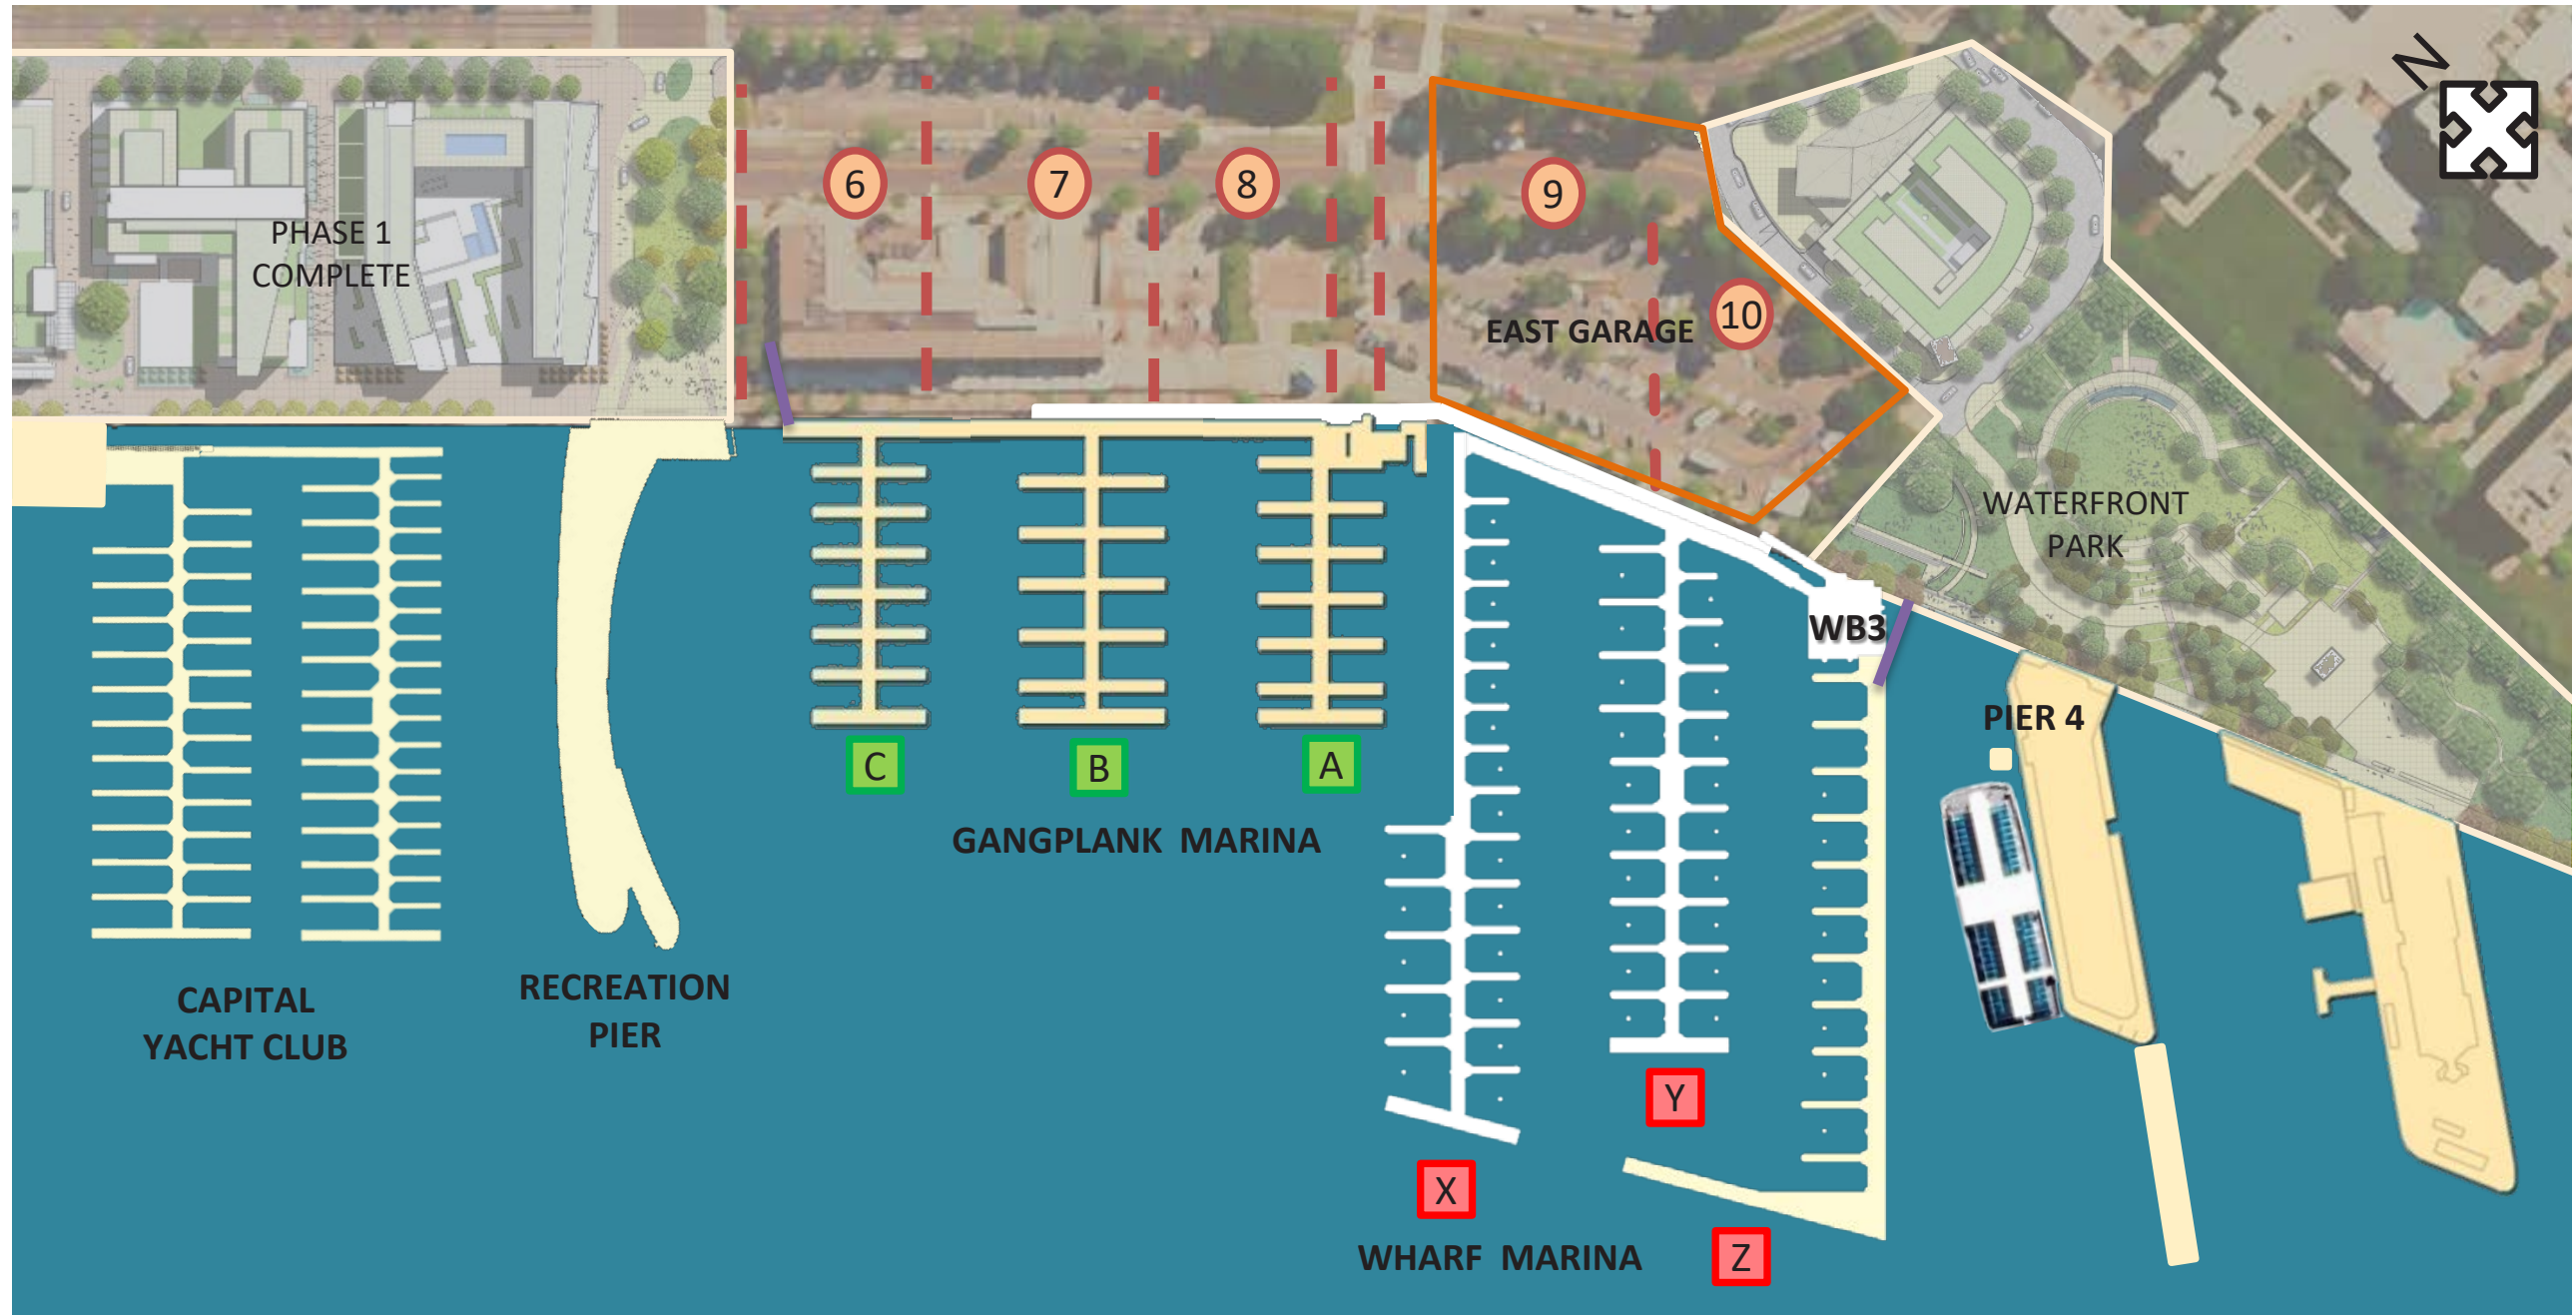 N
6
7
8
9
10
PHASE 1
COMPLETE
EAST GARAGE
WATERFRONT
PARK
WB3
PIER 4
C
B
A
GANGPLANK MARINA
CAPITAL
YACHT CLUB
RECREATION
PIER
Y
X
WHARF MARINA
Z